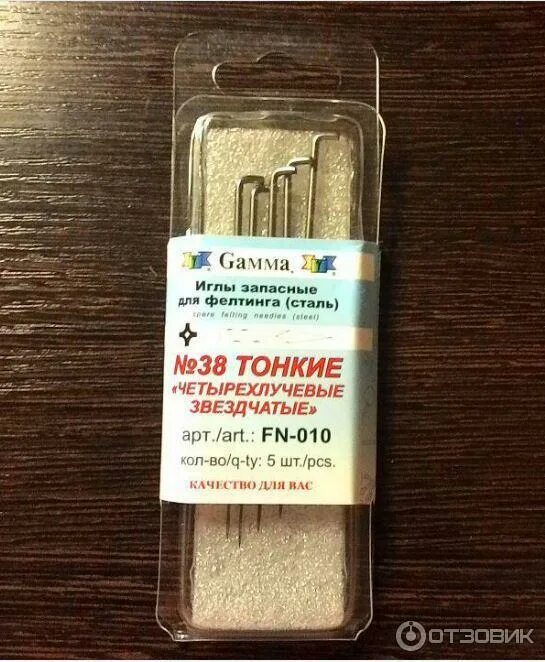 Gамма®
Иглы запасные
для фелтинга (сталь)
spare felting needles (steel)
№38 ТОНКИЕ
«ЧЕТЫРЕХЛУЧЕВЫЕ
ЗВЕЗДЧАТЫЕ»
арт./art.: FN-010
кол-во/q-ty: 5 шт./pcs.
КАЧЕСТВО ДЛЯ ВАС
ОТЗОВИК